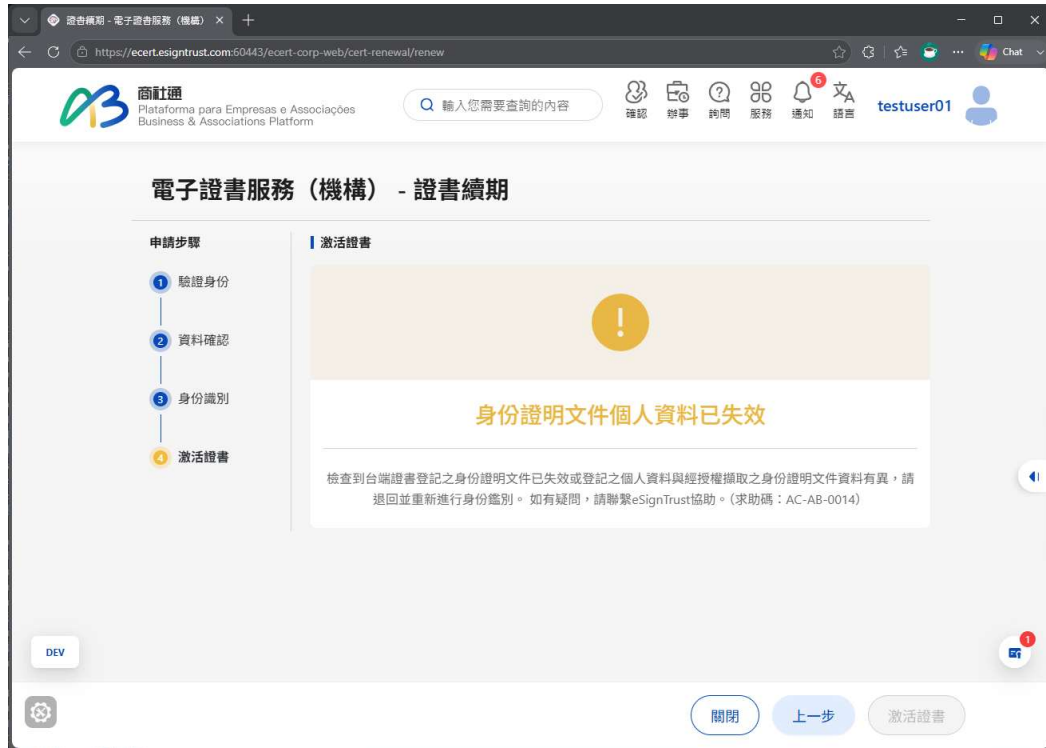 證書續期 - 電子證書服務（機構）
https://ecert.esigntrust.com:60443/ecert-corp-web/cert-renewal/renew
Chat
商社通
Plataforma para Empresas e Associações
Business & Associations Platform
輸入您需要查詢的內容
確認
辦事
詢問
服務
6
通知
語言
testuser01
電子證書服務（機構） - 證書續期
申請步驟
1 驗證身份
2 資料確認
3 身份識別
4 激活證書
激活證書
!
身份證明文件個人資料已失效
檢查到台端證書登記之身份證明文件已失效或登記之個人資料與經授權擷取之身份證明文件資料有異，請
退回並重新進行身份鑑別。 如有疑問，請聯繫eSignTrust協助。（求助碼：AC-AB-0014）
DEV
1
關閉
上一步
激活證書